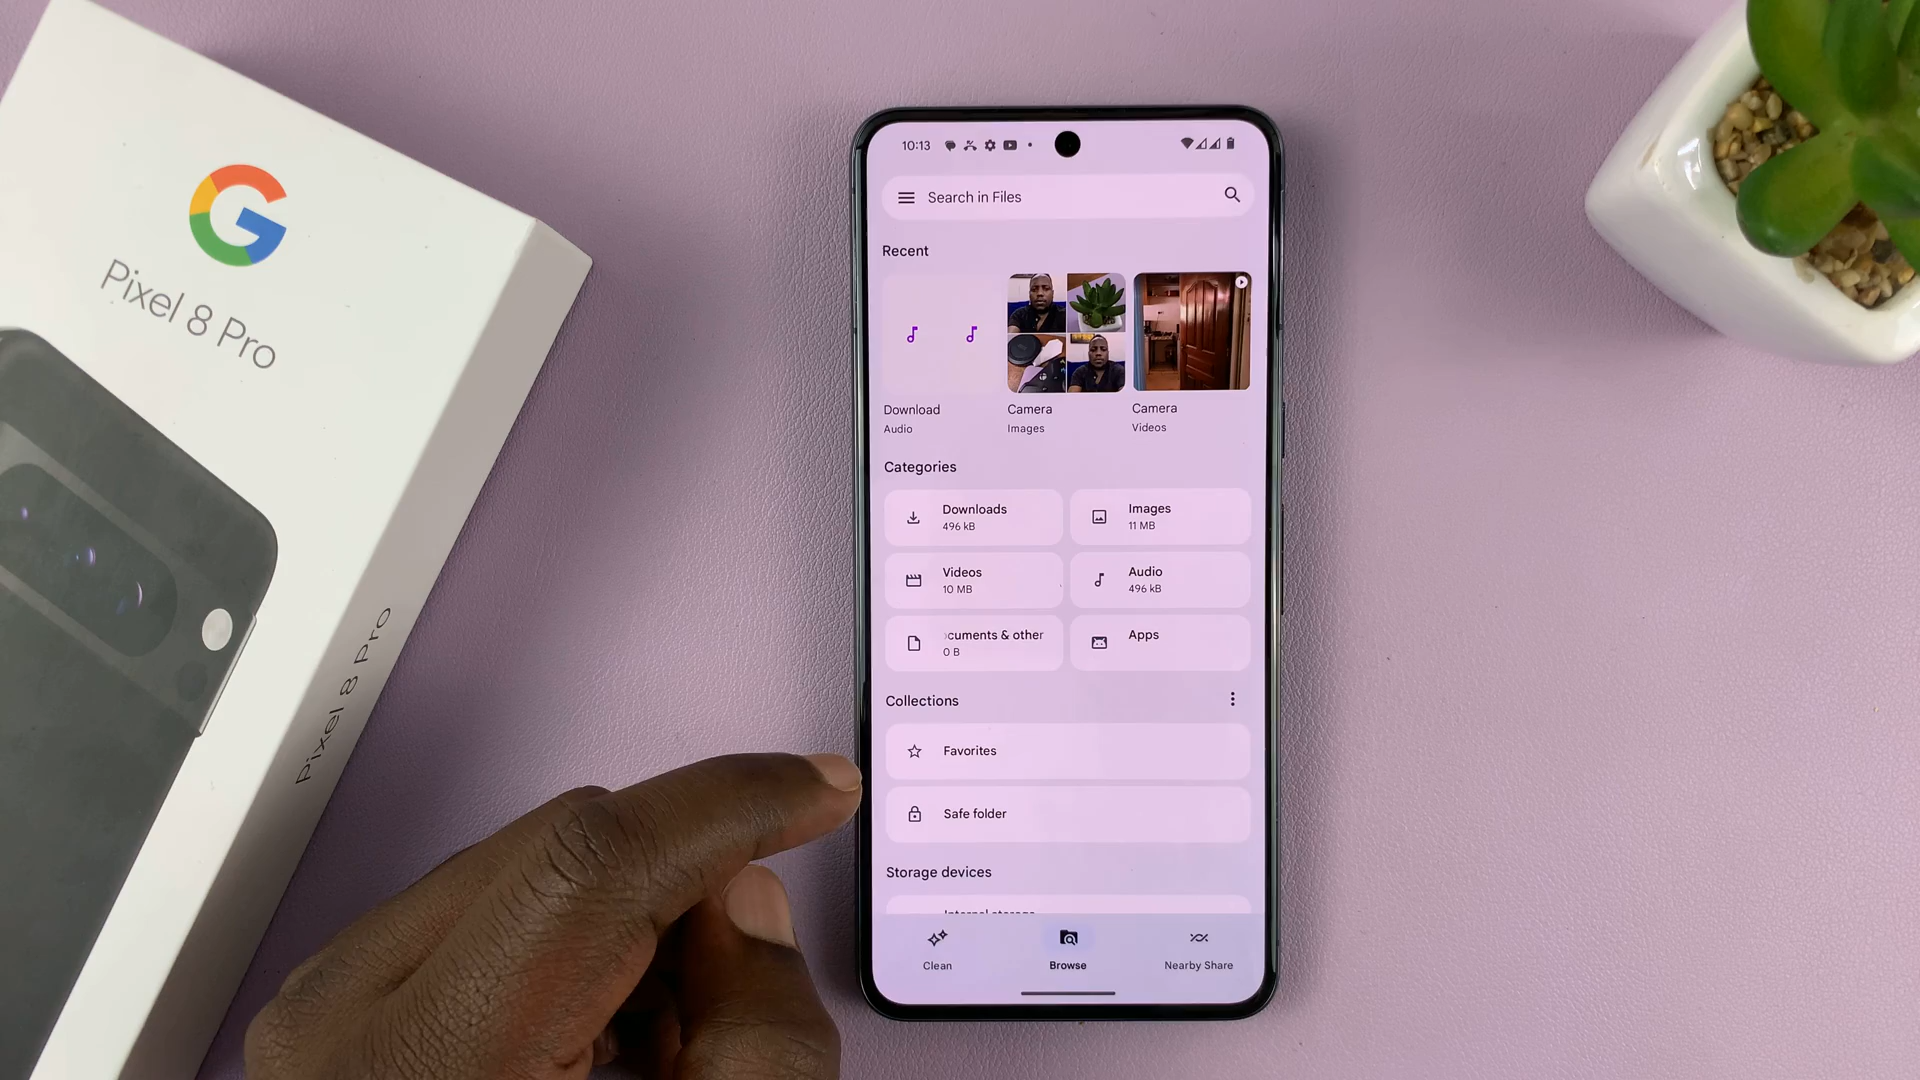 G
Pixel 8 Pro
Pixel 8 Pro
10:13
Search in Files
Recent
Download
Audio
Camera
Images
Camera
Videos
Categories
Downloads
496 kB
Images
11 MB
Videos
10 MB
Audio
496 kB
cuments & other
0 B
Apps
Collections
Favorites
Safe folder
Storage devices
Internal storage
Clean
Browse
Nearby Share